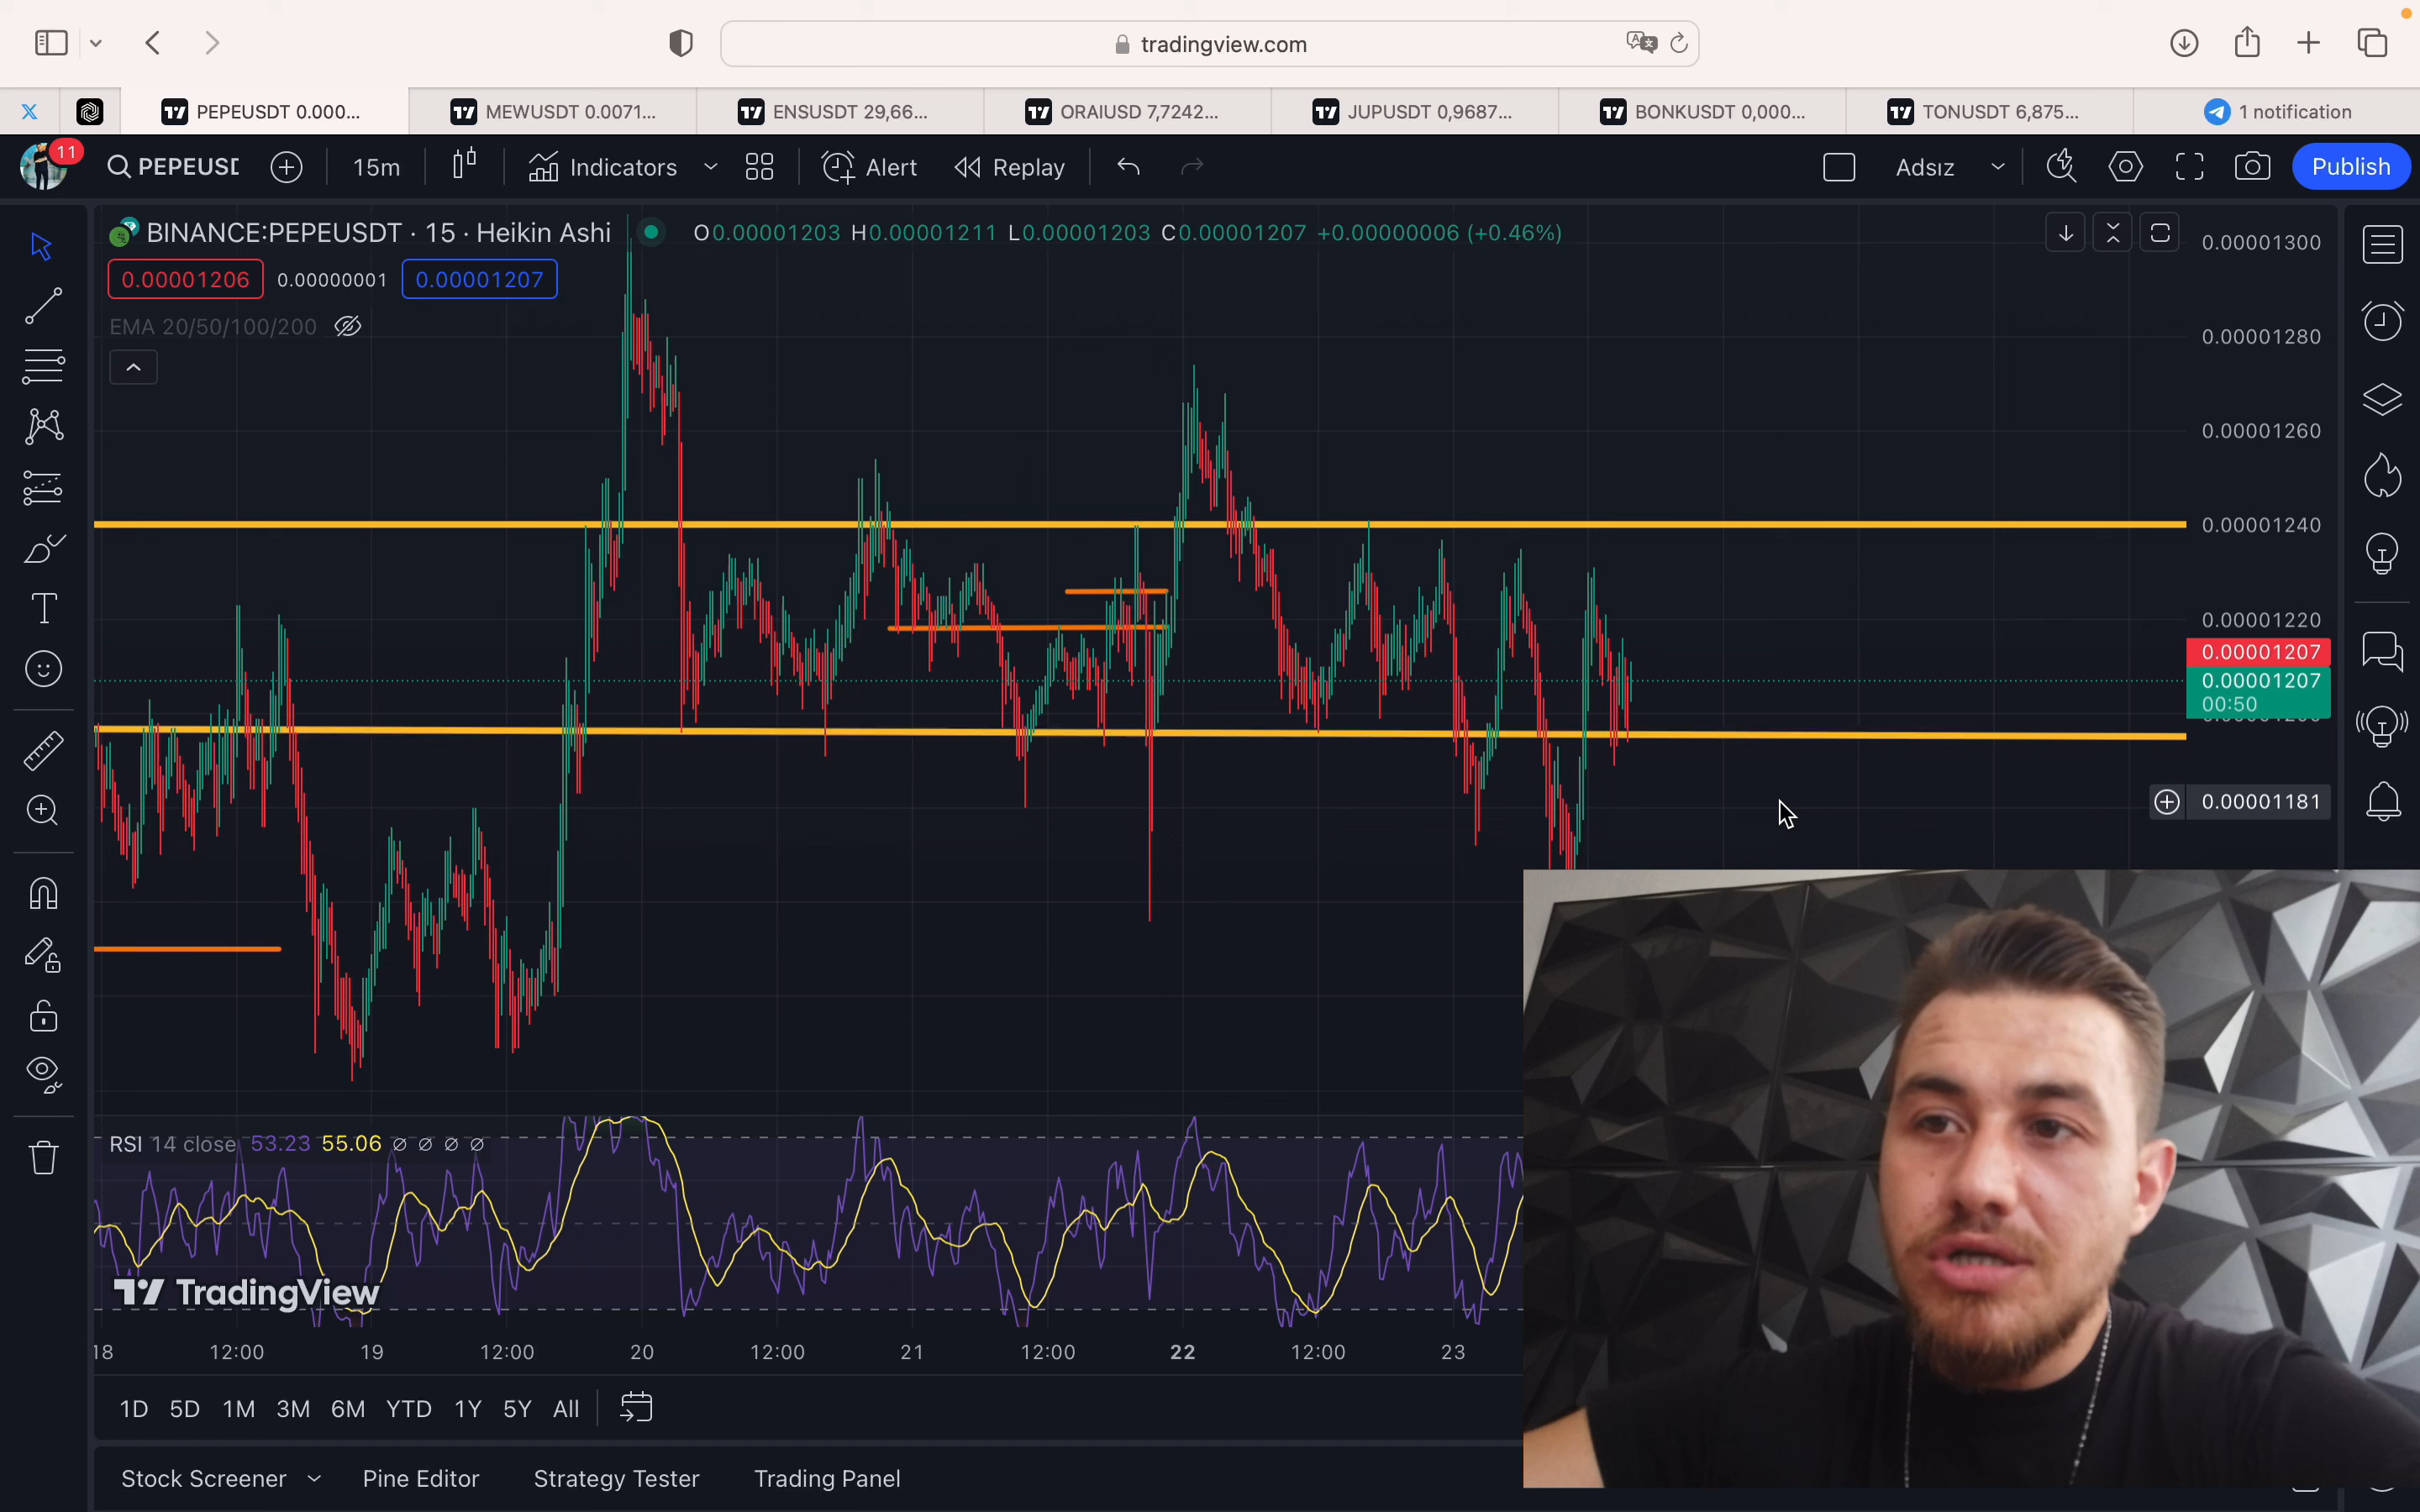 tradingview.com
PEPEUSDT 0.000...
MEWUSDT 0.0071...
ENSUSDT 29,66...
ORAIUSD 7,7242...
JUPUSDT 0,9687...
BONKUSDT 0,000...
TONUSDT 6,875...
1 notification
11
PEPEUSD
15m
Indicators
Alert
Replay
Adsız
Publish
BINANCE:PEPEUSDT · 15 · Heikin Ashi
O0.00001203 H0.00001211 L0.00001203 C0.00001207 +0.00000006 (+0.46%)
0.00001206 0.00000001 0.00001207
EMA 20/50/100/200
0.00001300
0.00001280
0.00001260
0.00001240
0.00001220
0.00001207
0.00001207
00:50
0.00001181
RSI 14 close 53.23 55.06 ∅ ∅ ∅ ∅
TradingView
18 12:00 19 12:00 20 12:00 21 12:00 22 12:00 23
1D 5D 1M 3M 6M YTD 1Y 5Y All
Stock Screener Pine Editor Strategy Tester Trading Panel